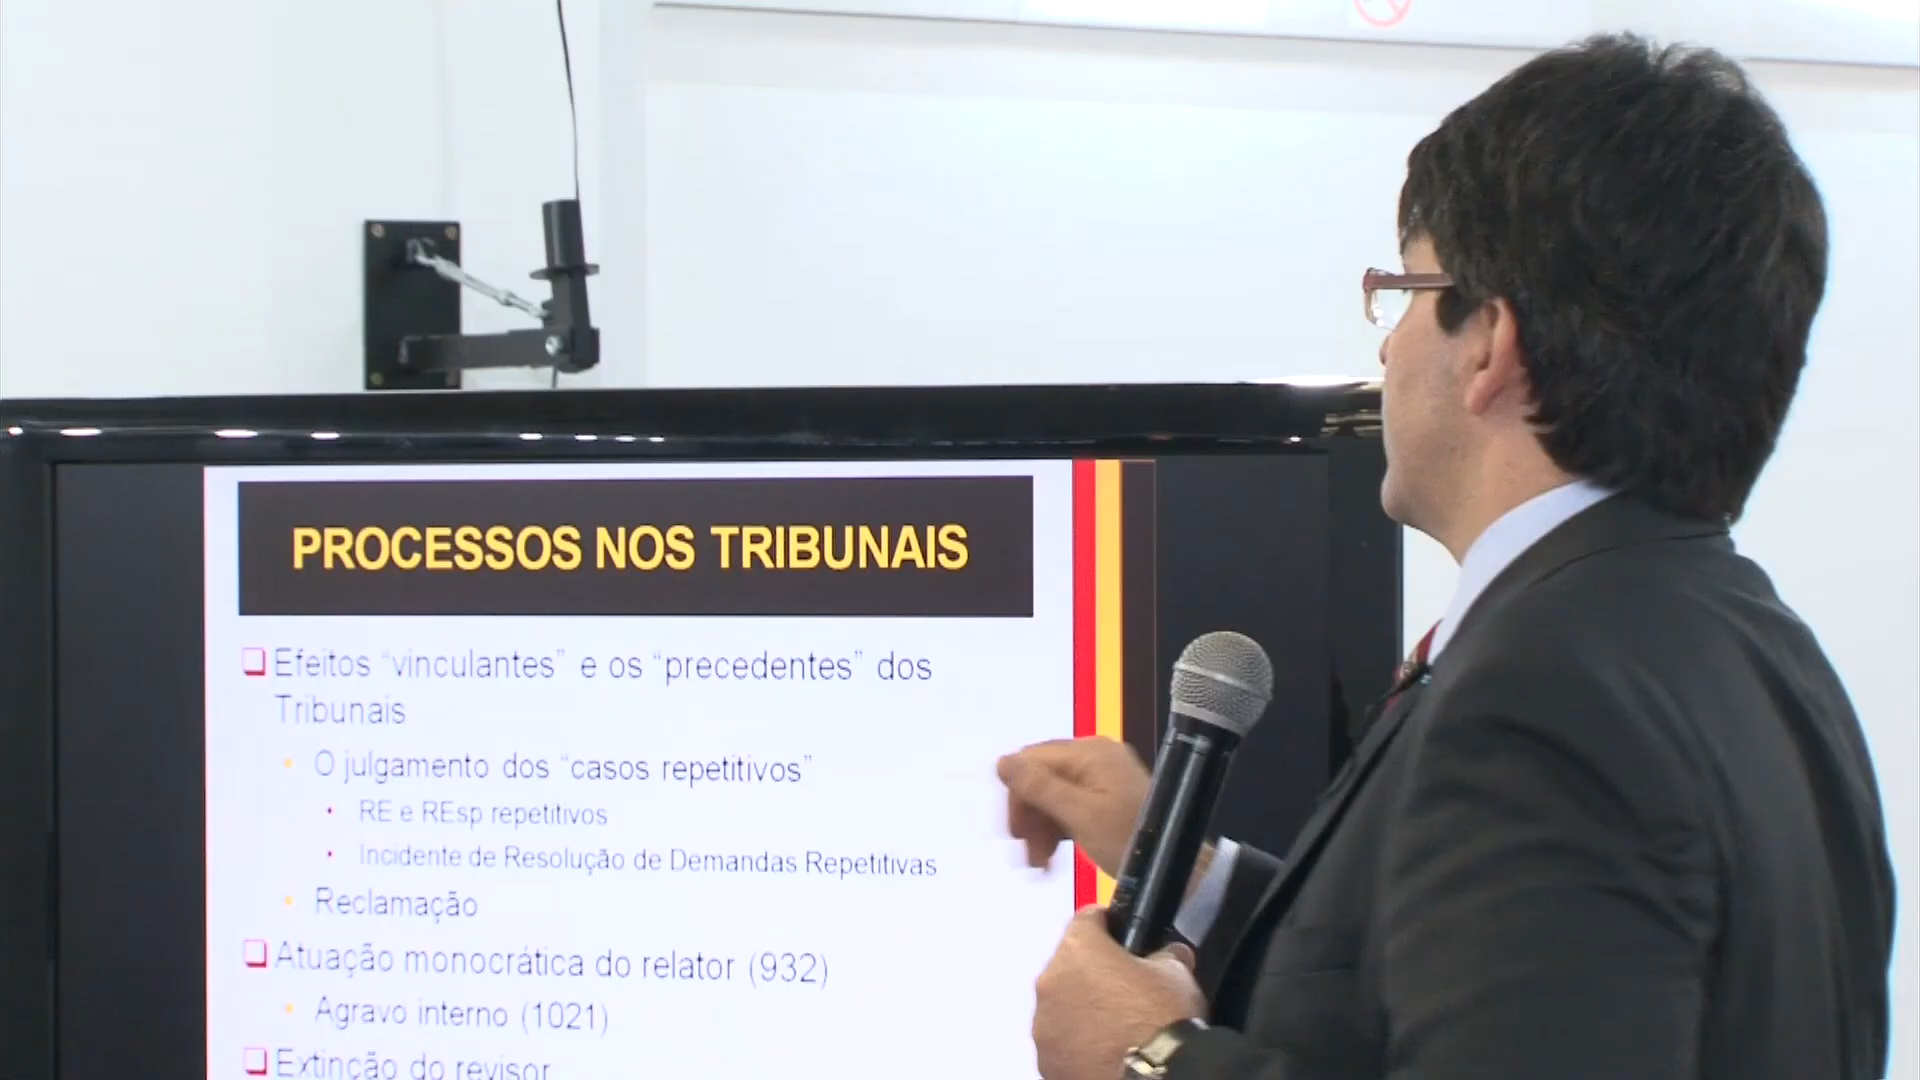 PROCESSOS NOS TRIBUNAIS
Efeitos “vinculantes” e os “precedentes” dos
Tribunais
O julgamento dos “casos repetitivos”
RE e REsp repetitivos
Incidente de Resolução de Demandas Repetitivas
Reclamação
Atuação monocrática do relator (932)
Agravo interno (1021)
Extinção do revisor